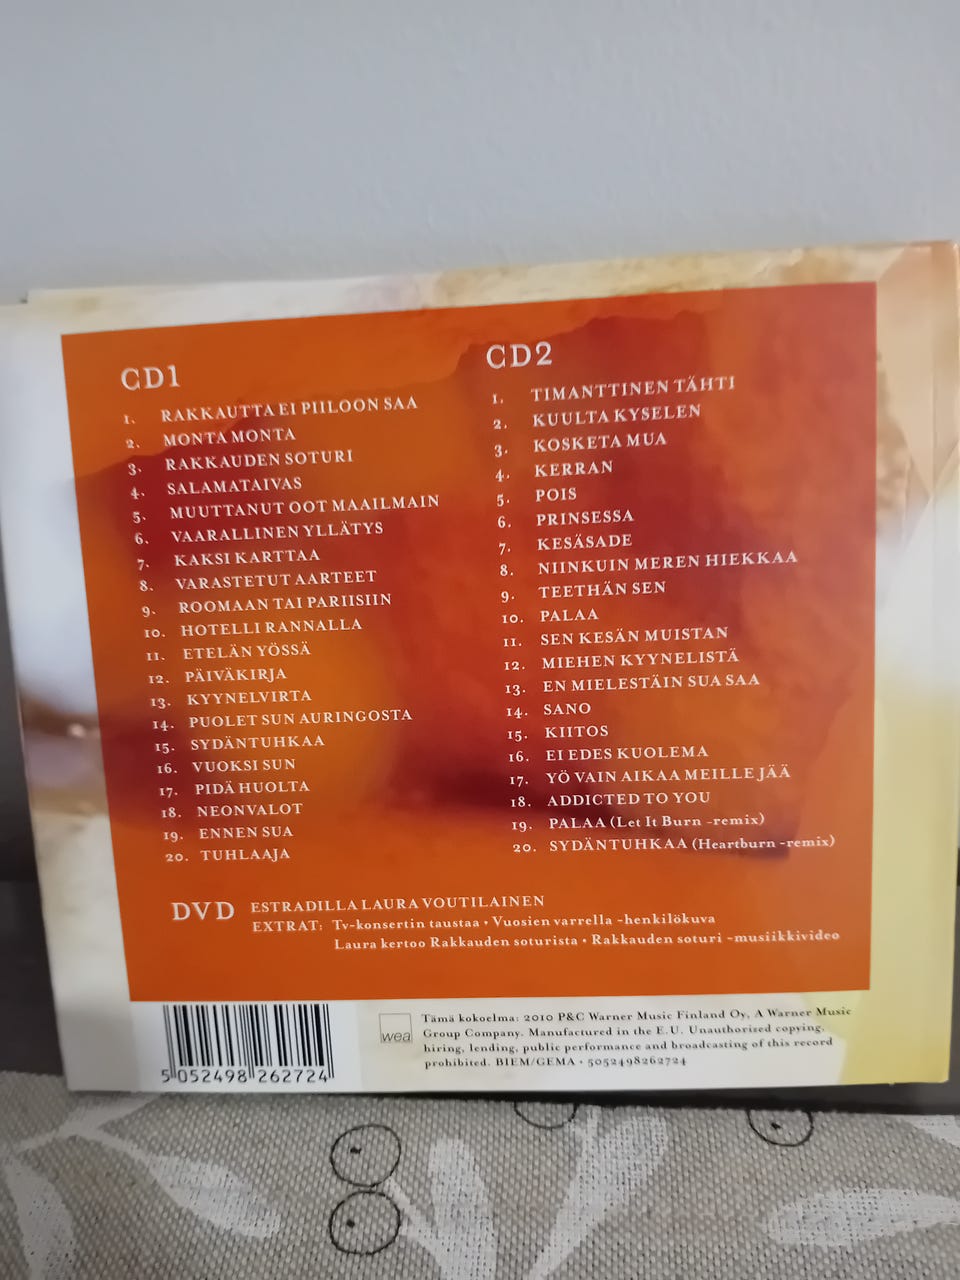 CD1
1. RAKKAUTTA EI PIILOON SAA
2. MONTA MONTA
3. RAKKAUDEN SOTURI
4. SALAMATAIVAS
5. MUUTTANUT OOT MAAILMAIN
6. VAARALLINEN YLLÄTYS
7. KAKSI KARTTAA
8. VARASTETUT AARTEET
9. ROOMAAN TAI PARIISIIN
10. HOTELLI RANNALLA
11. ETELÄN YÖSSÄ
12. PÄIVÄKIRJA
13. KYYNELVIRTA
14. PUOLET SUN AURINGOSTA
15. SYDÄNTUHKAA
16. VUOKSI SUN
17. PIDÄ HUOLTA
18. NEONVALOT
19. ENNEN SUA
20. TUHLAAJA
CD2
1. TIMANTTINEN TÄHTI
2. KUULTA KYSELEN
3. KOSKETA MUA
4. KERRAN
5. POIS
6. PRINSESSA
7. KESÄSADE
8. NIINKUIN MEREN HIEKKAA
9. TEETHÄN SEN
10. PALAA
11. SEN KESÄN MUISTAN
12. MIEHEN KYYNELISTÄ
13. EN MIELESTÄIN SUA SAA
14. SANO
15. KIITOS
16. EI EDES KUOLEMA
17. YÖ VAIN AIKAA MEILLE JÄÄ
18. ADDICTED TO YOU
19. PALAA (Let It Burn -remix)
20. SYDÄNTUHKAA (Heartburn -remix)
DVD ESTRADILLA LAURA VOUTILAINEN
EXTRAT: Tv-konsertin taustaa • Vuosien varrella -henkilökuva
Laura kertoo Rakkauden soturista • Rakkauden soturi -musiikkivideo
5 052498 262724
wea
Tämä kokoelma: 2010 P&C Warner Music Finland Oy, A Warner Music
Group Company. Manufactured in the E.U. Unauthorized copying,
hiring, lending, public performance and broadcasting of this record
prohibited. BIEM/GEMA • 5052498262724